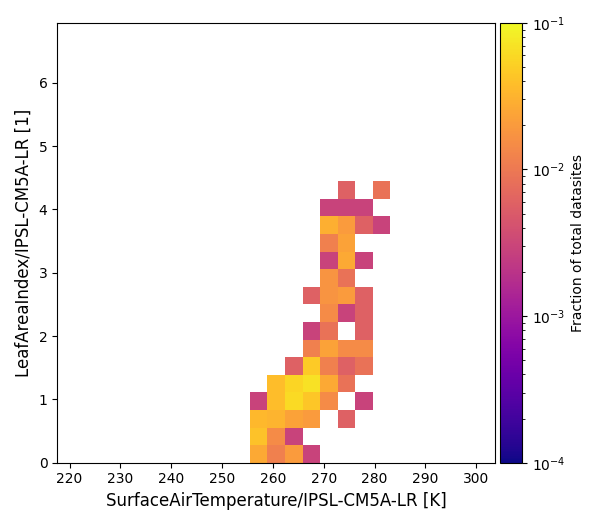 LeafAreaIndex/IPSL-CM5A-LR [1]
6
5
4
3
2
1
0
220 230 240 250 260 270 280 290 300
SurfaceAirTemperature/IPSL-CM5A-LR [K]
10^-1
10^-2
10^-3
10^-4
Fraction of total datasites